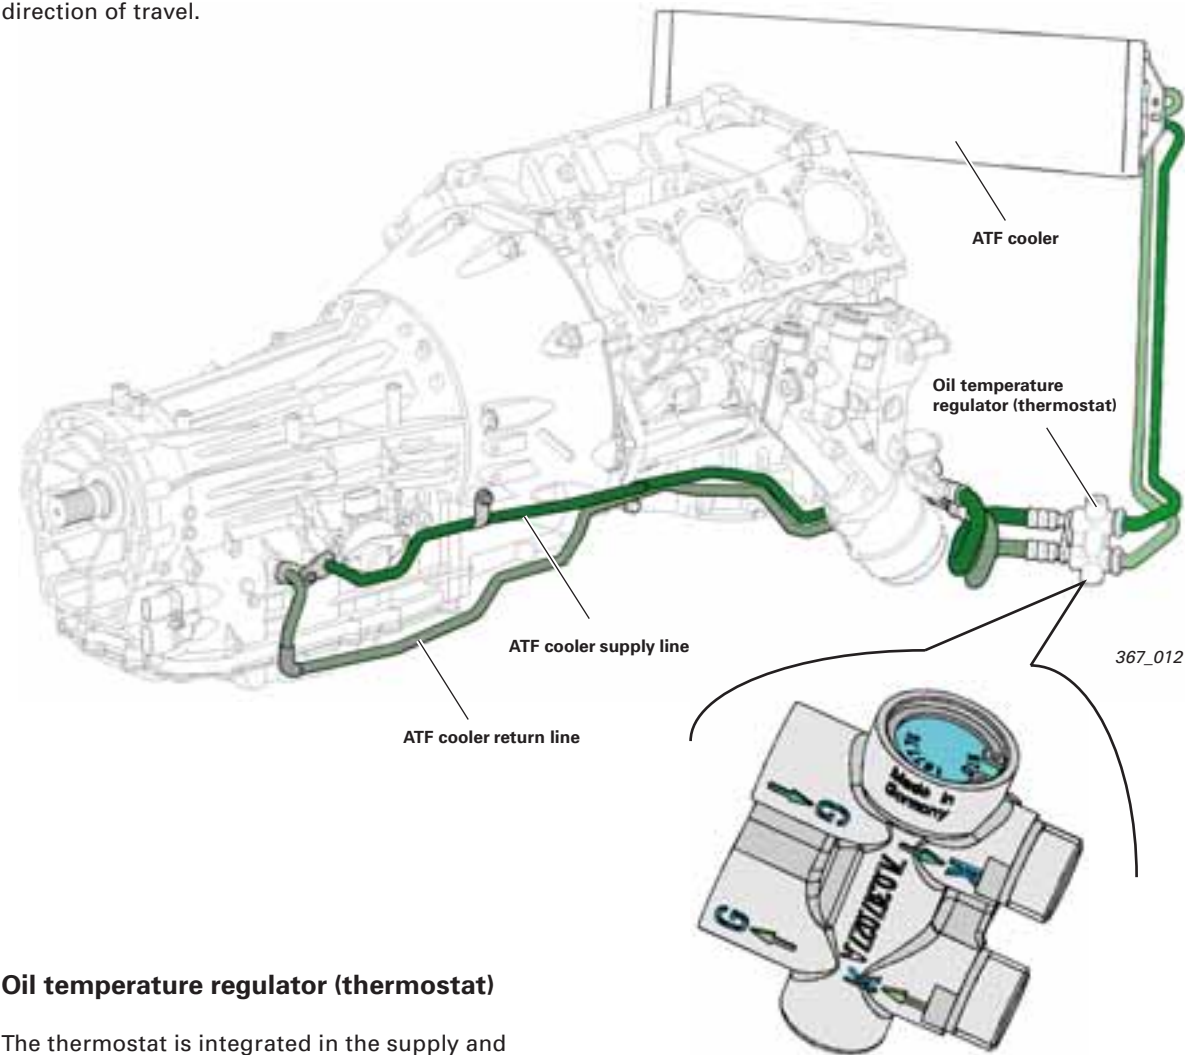 direction of travel.
ATF cooler
Oil temperature
regulator (thermostat)
ATF cooler supply line
367_012
ATF cooler return line
Made in
Germany
G
K
G
K
Oil temperature regulator (thermostat)
The thermostat is integrated in the supply and